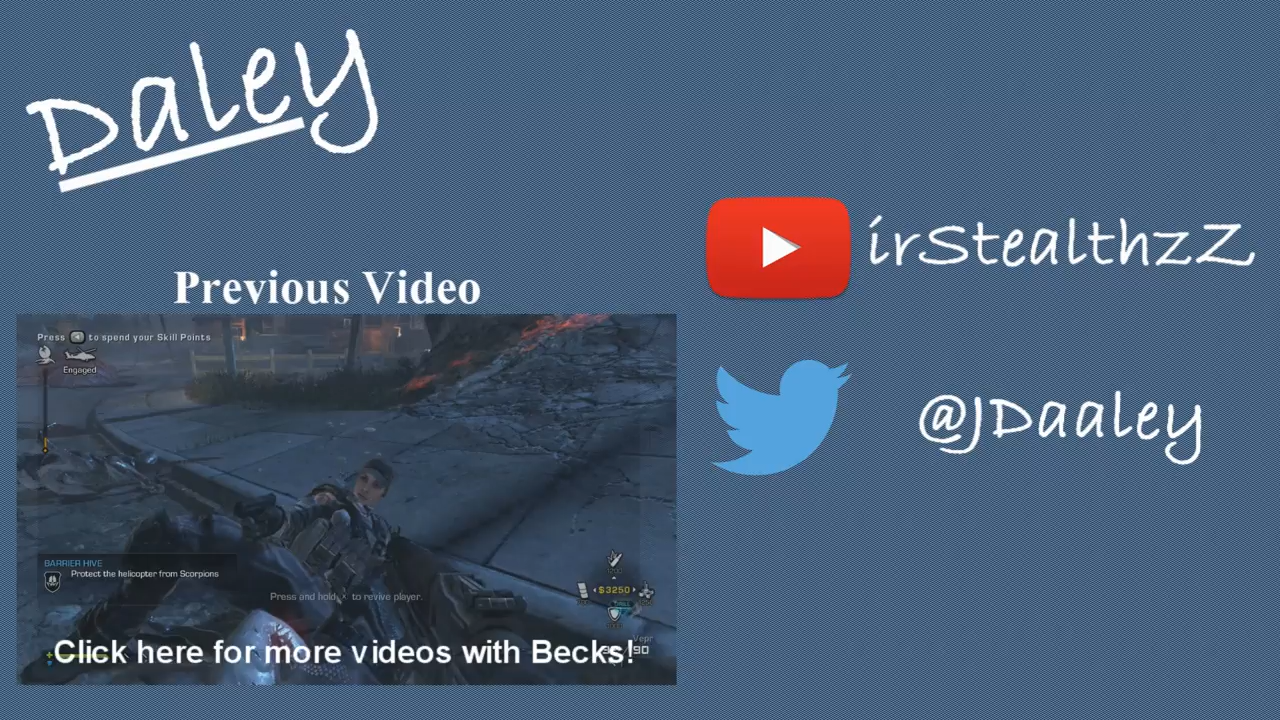 Daley
Previous Video
irStealthzZ
@JDaaley
Press to spend your Skill Points
Engaged
BARRIER HIVE
Protect the helicopter from Scorpions
Press and hold X to revive player.
$3250
Vepr
Click here for more videos with Becks!